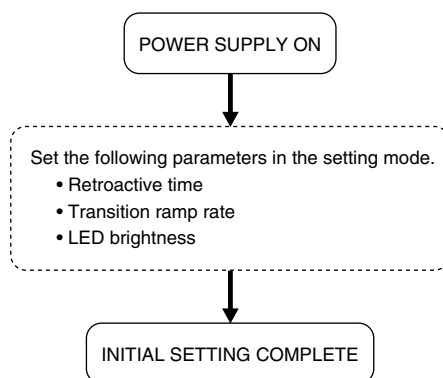 POWER SUPPLY ON
Set the following parameters in the setting mode.
• Retroactive time
• Transition ramp rate
• LED brightness
INITIAL SETTING COMPLETE